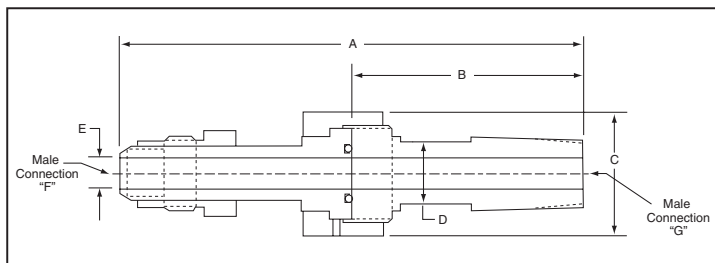 A
B
E
Male
Connection
"F"
C
D
Male
Connection
"G"